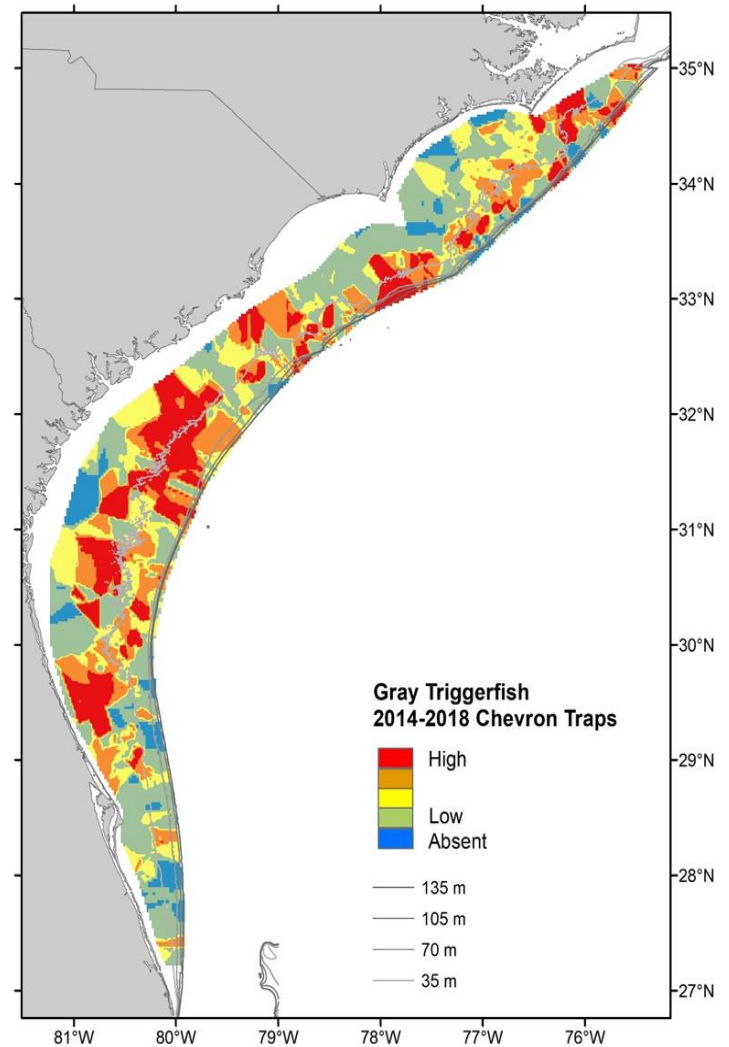 35°N
34°N
33°N
32°N
31°N
30°N
29°N
28°N
27°N
Gray Triggerfish
2014-2018 Chevron Traps
High
Low
Absent
135 m
105 m
70 m
35 m
81°W 80°W 79°W 78°W 77°W 76°W